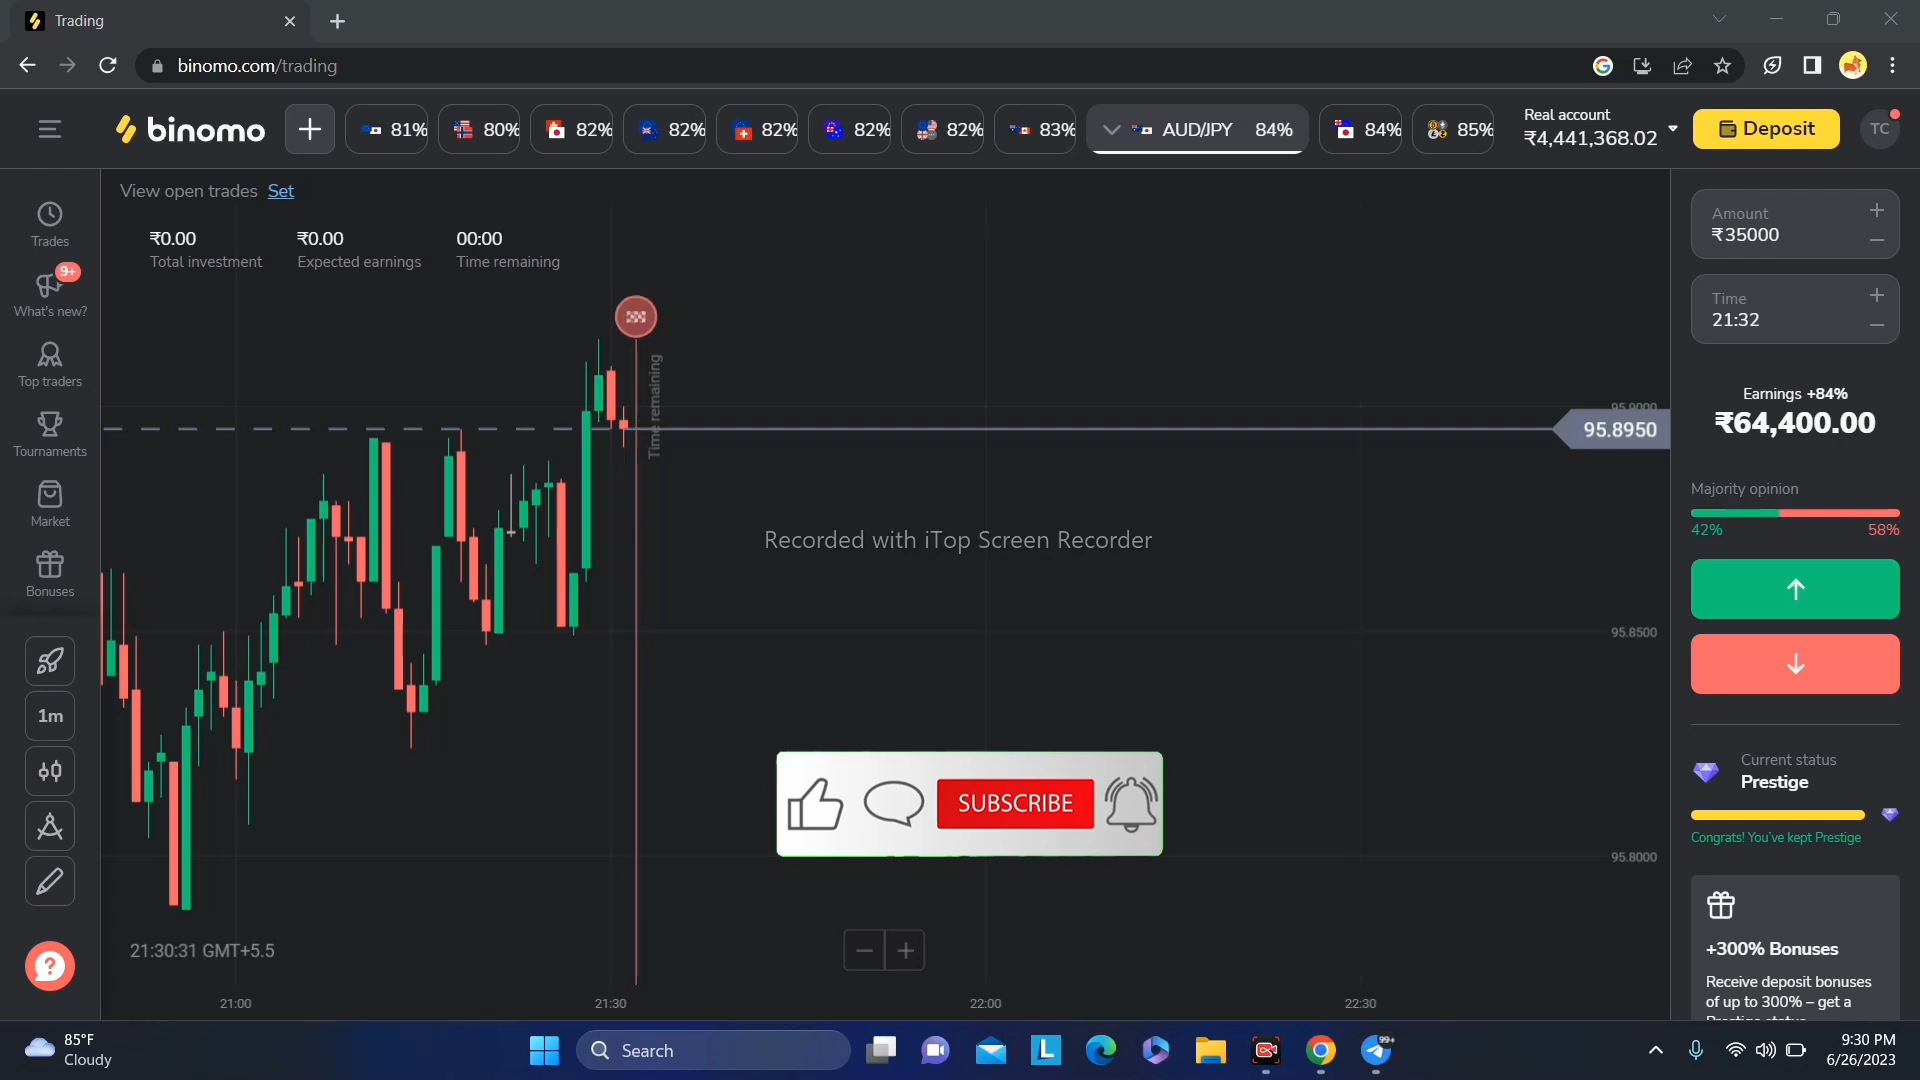 Trading
binomo.com/trading
binomo
81%
80%
82%
82%
82%
82%
82%
83%
AUD/JPY 84%
84%
85%
Real account
₹4,441,368.02
Deposit
TC
View open trades Set
₹0.00
Total investment
₹0.00
Expected earnings
00:00
Time remaining
Trades
9+
What's new?
Top traders
Tournaments
Market
Bonuses
1m
Time remaining
95.9000
95.8950
95.8500
95.8000
Recorded with iTop Screen Recorder
SUBSCRIBE
21:30:31 GMT+5.5
21:00
21:30
22:00
22:30
Amount
₹35000
Time
21:32
Earnings +84%
₹64,400.00
Majority opinion
42%
58%
Current status
Prestige
Congrats! You've kept Prestige
+300% Bonuses
Receive deposit bonuses
of up to 300% – get a
85°F
Cloudy
Search
L
99+
9:30 PM
6/26/2023